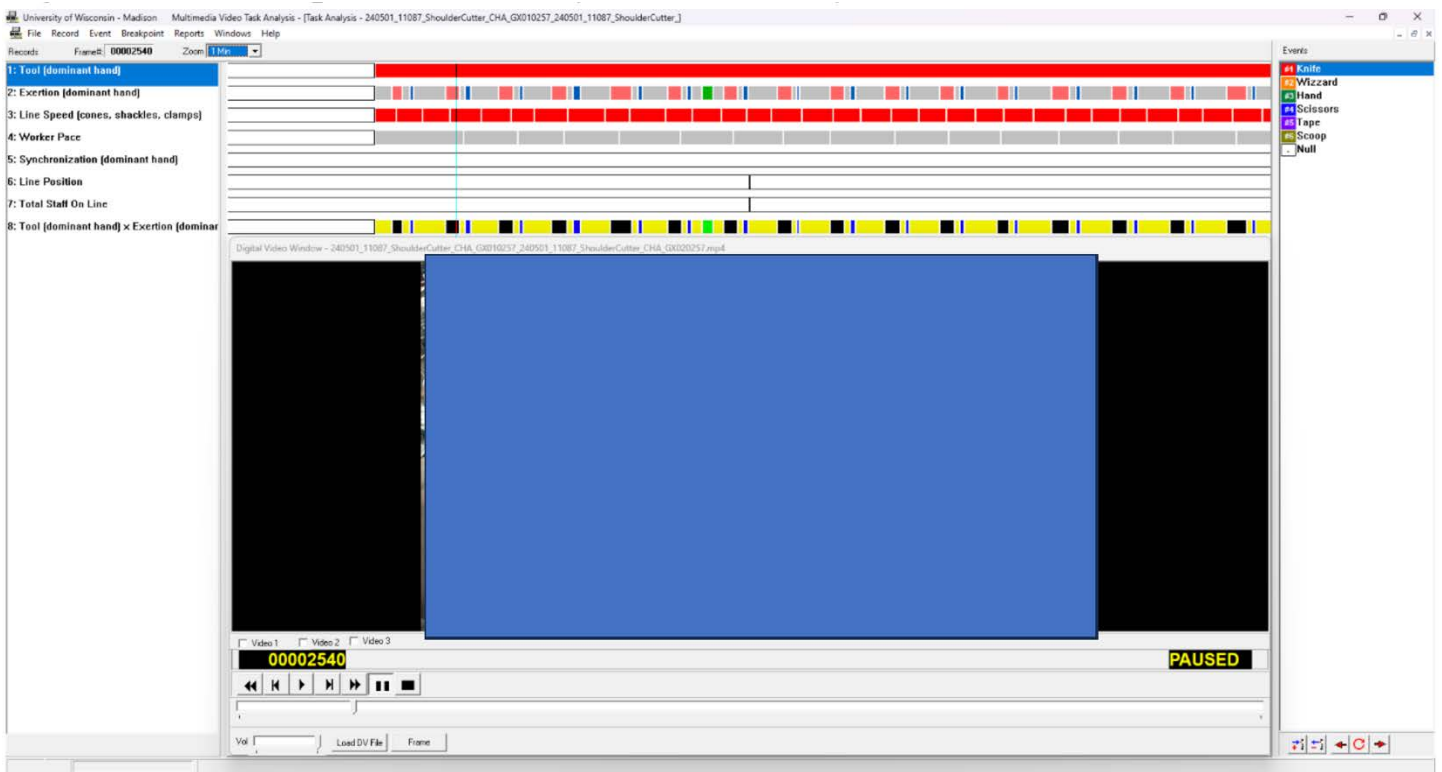 University of Wisconsin - Madison Multimedia Video Task Analysis - [Task Analysis - 240501_11087_ShoulderCutter_CHA_GX010257_240501_11087_ShoulderCutter_]
File Record Event Breakpoint Reports Windows Help
Records Frame#: 00002540 Zoom 1 Min
Events
1: Tool (dominant hand)
2: Exertion (dominant hand)
3: Line Speed (cones, shackles, clamps)
4: Worker Pace
5: Synchronization (dominant hand)
6: Line Position
7: Total Staff On Line
8: Tool (dominant hand) x Exertion (dominar
#1 Knife
#2 Wizzard
#3 Hand
#4 Scissors
#5 Tape
#6 Scoop
. Null
Digital Video Window - 240501_11087_ShoulderCutter_CHA_GX010257_240501_11087_ShoulderCutter_CHA_GX020257.mp4
Video 1 Video 2 Video 3
00002540 PAUSED
Vol Load DV File Frame